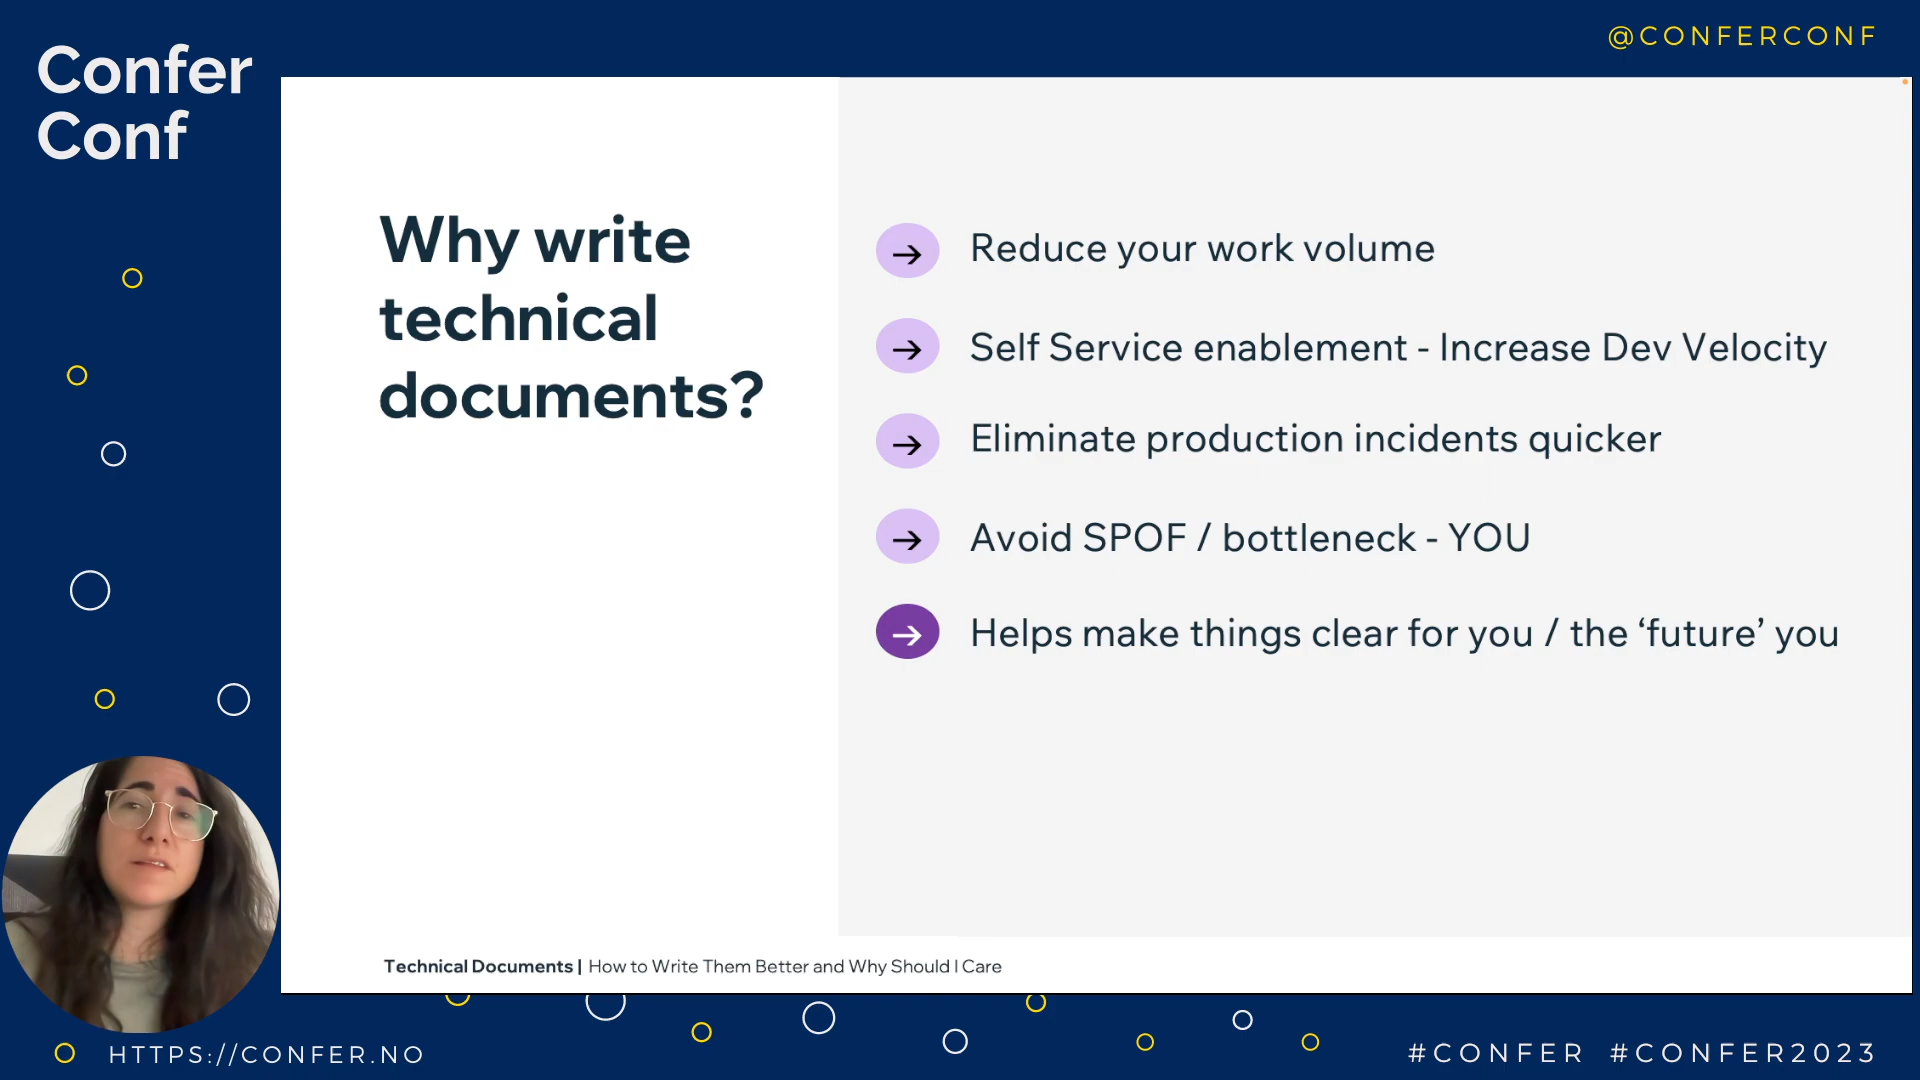 Confer
Conf
@CONFERCONF
Why write
technical
documents?
→ Reduce your work volume
→ Self Service enablement - Increase Dev Velocity
→ Eliminate production incidents quicker
→ Avoid SPOF / bottleneck - YOU
→ Helps make things clear for you / the ‘future’ you
Technical Documents | How to Write Them Better and Why Should I Care
HTTPS://CONFER.NO
#CONFER #CONFER2023